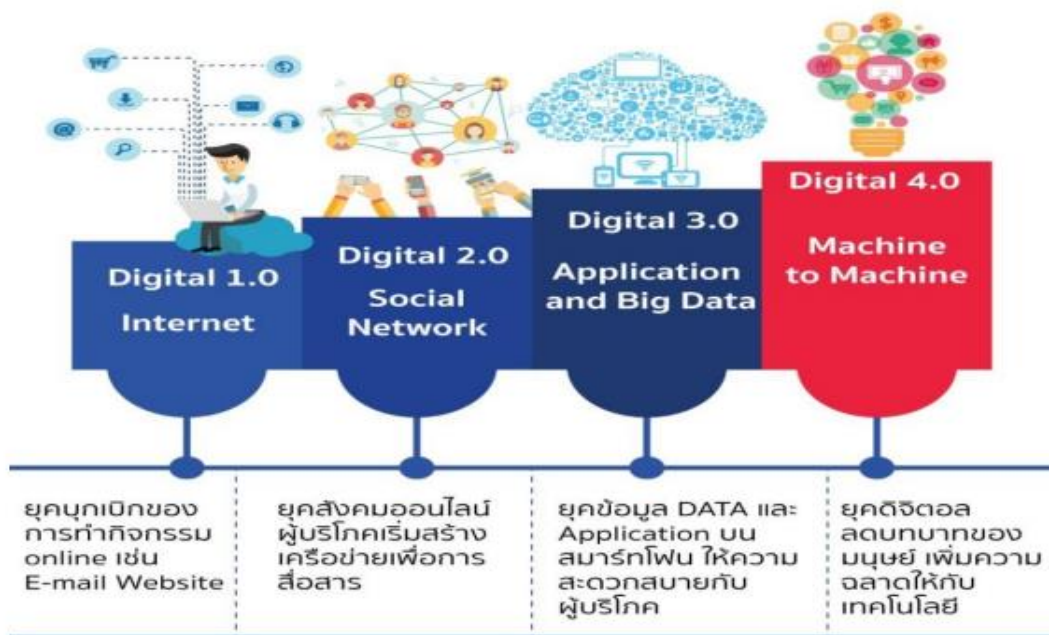 Digital 1.0
Internet
Digital 2.0
Social
Network
Digital 3.0
Application
and Big Data
Digital 4.0
Machine
to Machine
ยุคบุกเบิกของ
การทำกิจกรรม
online เช่น
E-mail Website
ยุคสังคมออนไลน์
ผู้บริโภคเริ่มสร้าง
เครือข่ายเพื่อการ
สื่อสาร
ยุคข้อมูล DATA และ
Application บน
สมาร์ทโฟน ให้ความ
สะดวกสบายกับ
ผู้บริโภค
ยุคดิจิตอล
ลดบทบาทของ
มนุษย์ เพิ่มความ
ฉลาดให้กับ
เทคโนโลยี